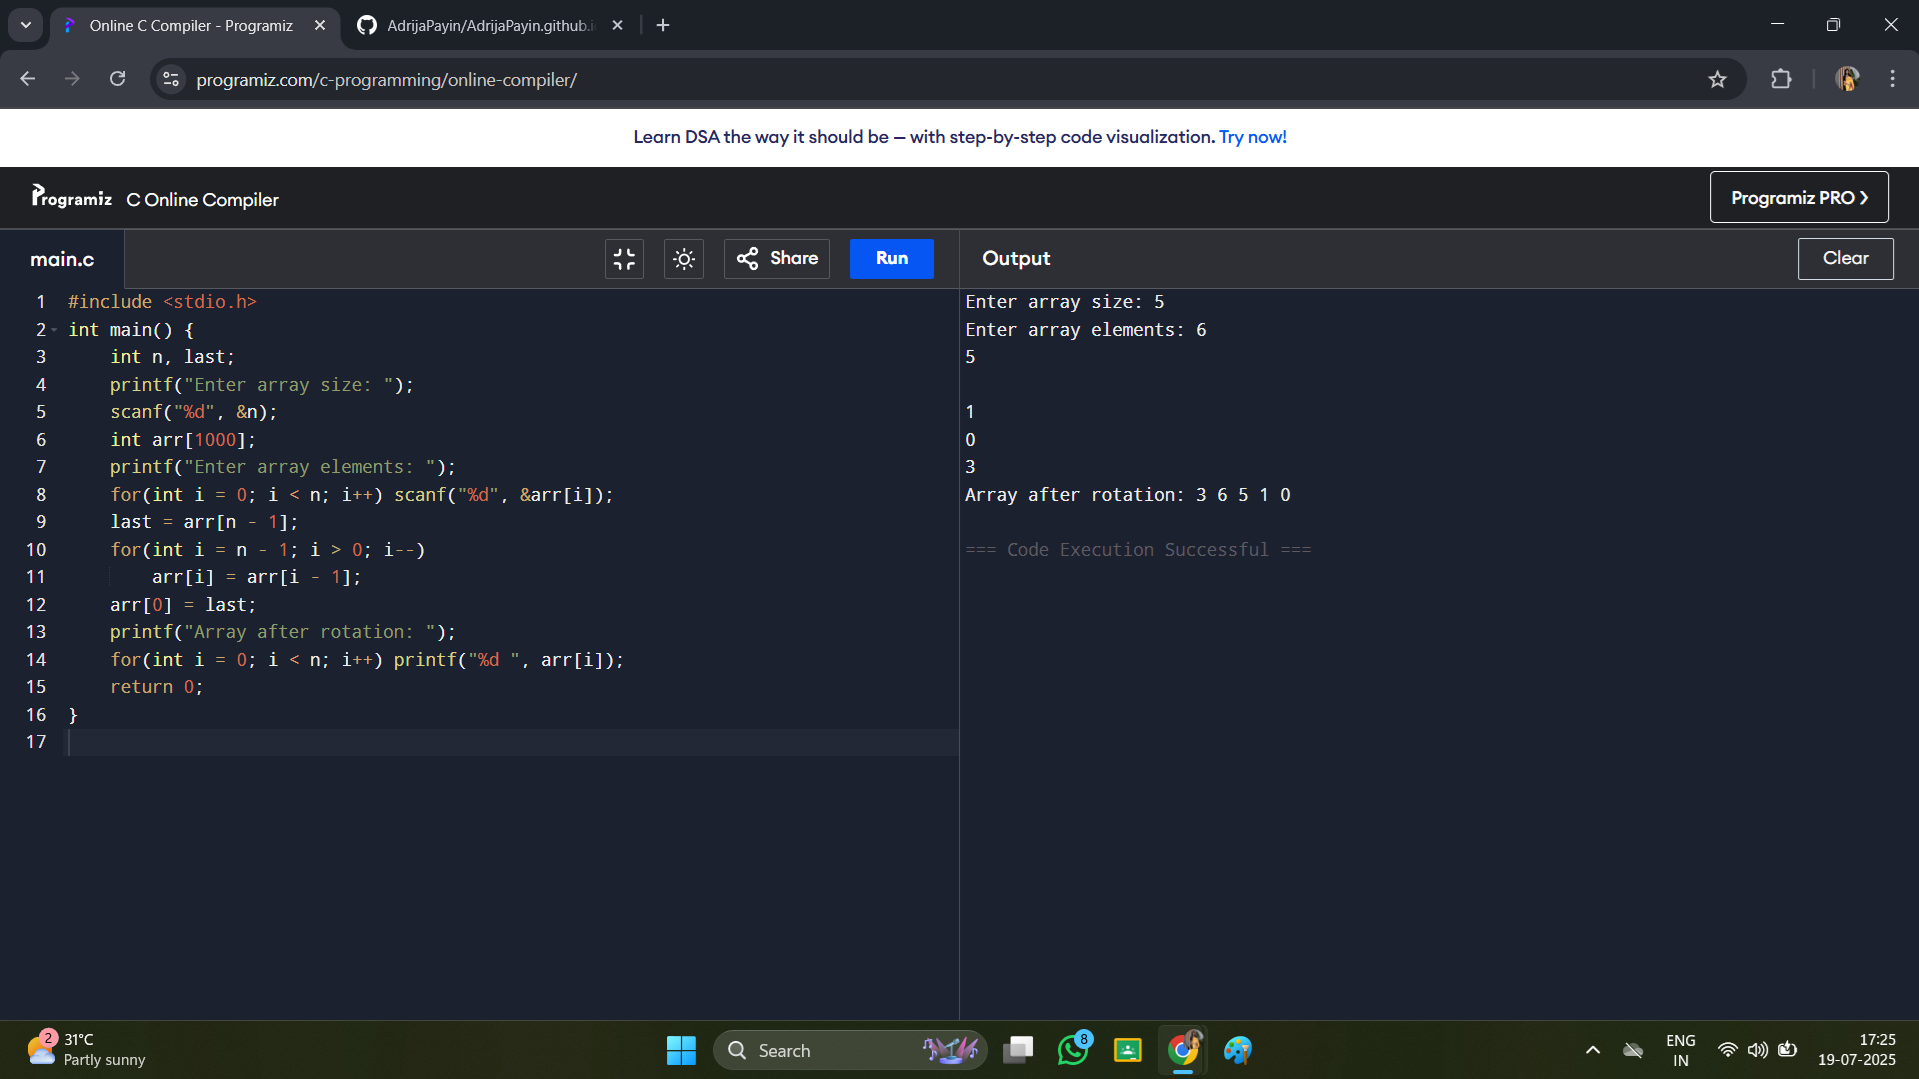 Online C Compiler - Programiz
AdrijaPayin/AdrijaPayin.github.i
programiz.com/c-programming/online-compiler/
Learn DSA the way it should be — with step-by-step code visualization. Try now!
Programiz C Online Compiler
Programiz PRO
main.c
Share
Run
Output
Clear
1 #include <stdio.h>
2 int main() {
3     int n, last;
4     printf("Enter array size: ");
5     scanf("%d", &n);
6     int arr[1000];
7     printf("Enter array elements: ");
8     for(int i = 0; i < n; i++) scanf("%d", &arr[i]);
9     last = arr[n - 1];
10     for(int i = n - 1; i > 0; i--)
11         arr[i] = arr[i - 1];
12     arr[0] = last;
13     printf("Array after rotation: ");
14     for(int i = 0; i < n; i++) printf("%d ", arr[i]);
15     return 0;
16 }
17
Enter array size: 5
Enter array elements: 6
5
1
0
3
Array after rotation: 3 6 5 1 0
=== Code Execution Successful ===
2
31°C
Partly sunny
Search
8
ENG
IN
17:25
19-07-2025